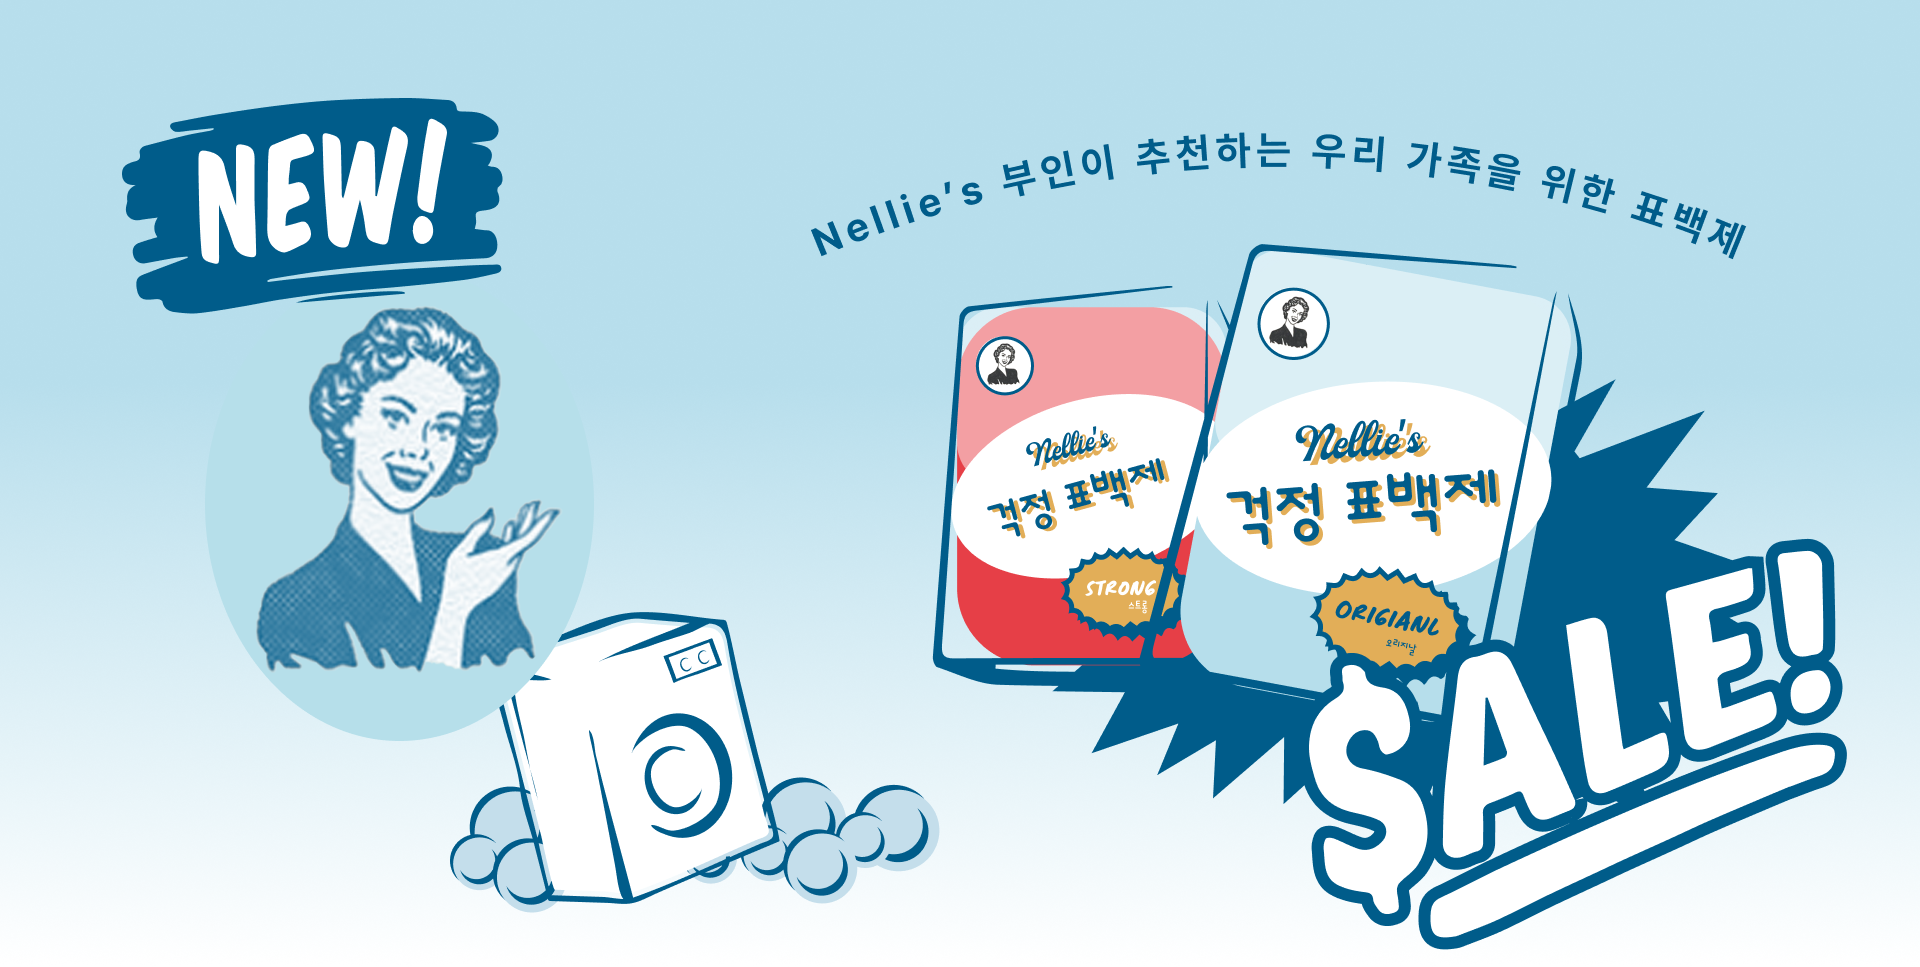 NEW!
Nellie's 부인이 추천하는 우리 가족을 위한 표백제
Nellie's
걱정 표백제
STRONG
스트롱
Nellie's
걱정 표백제
ORIGIANL
오리지날
$ALE!